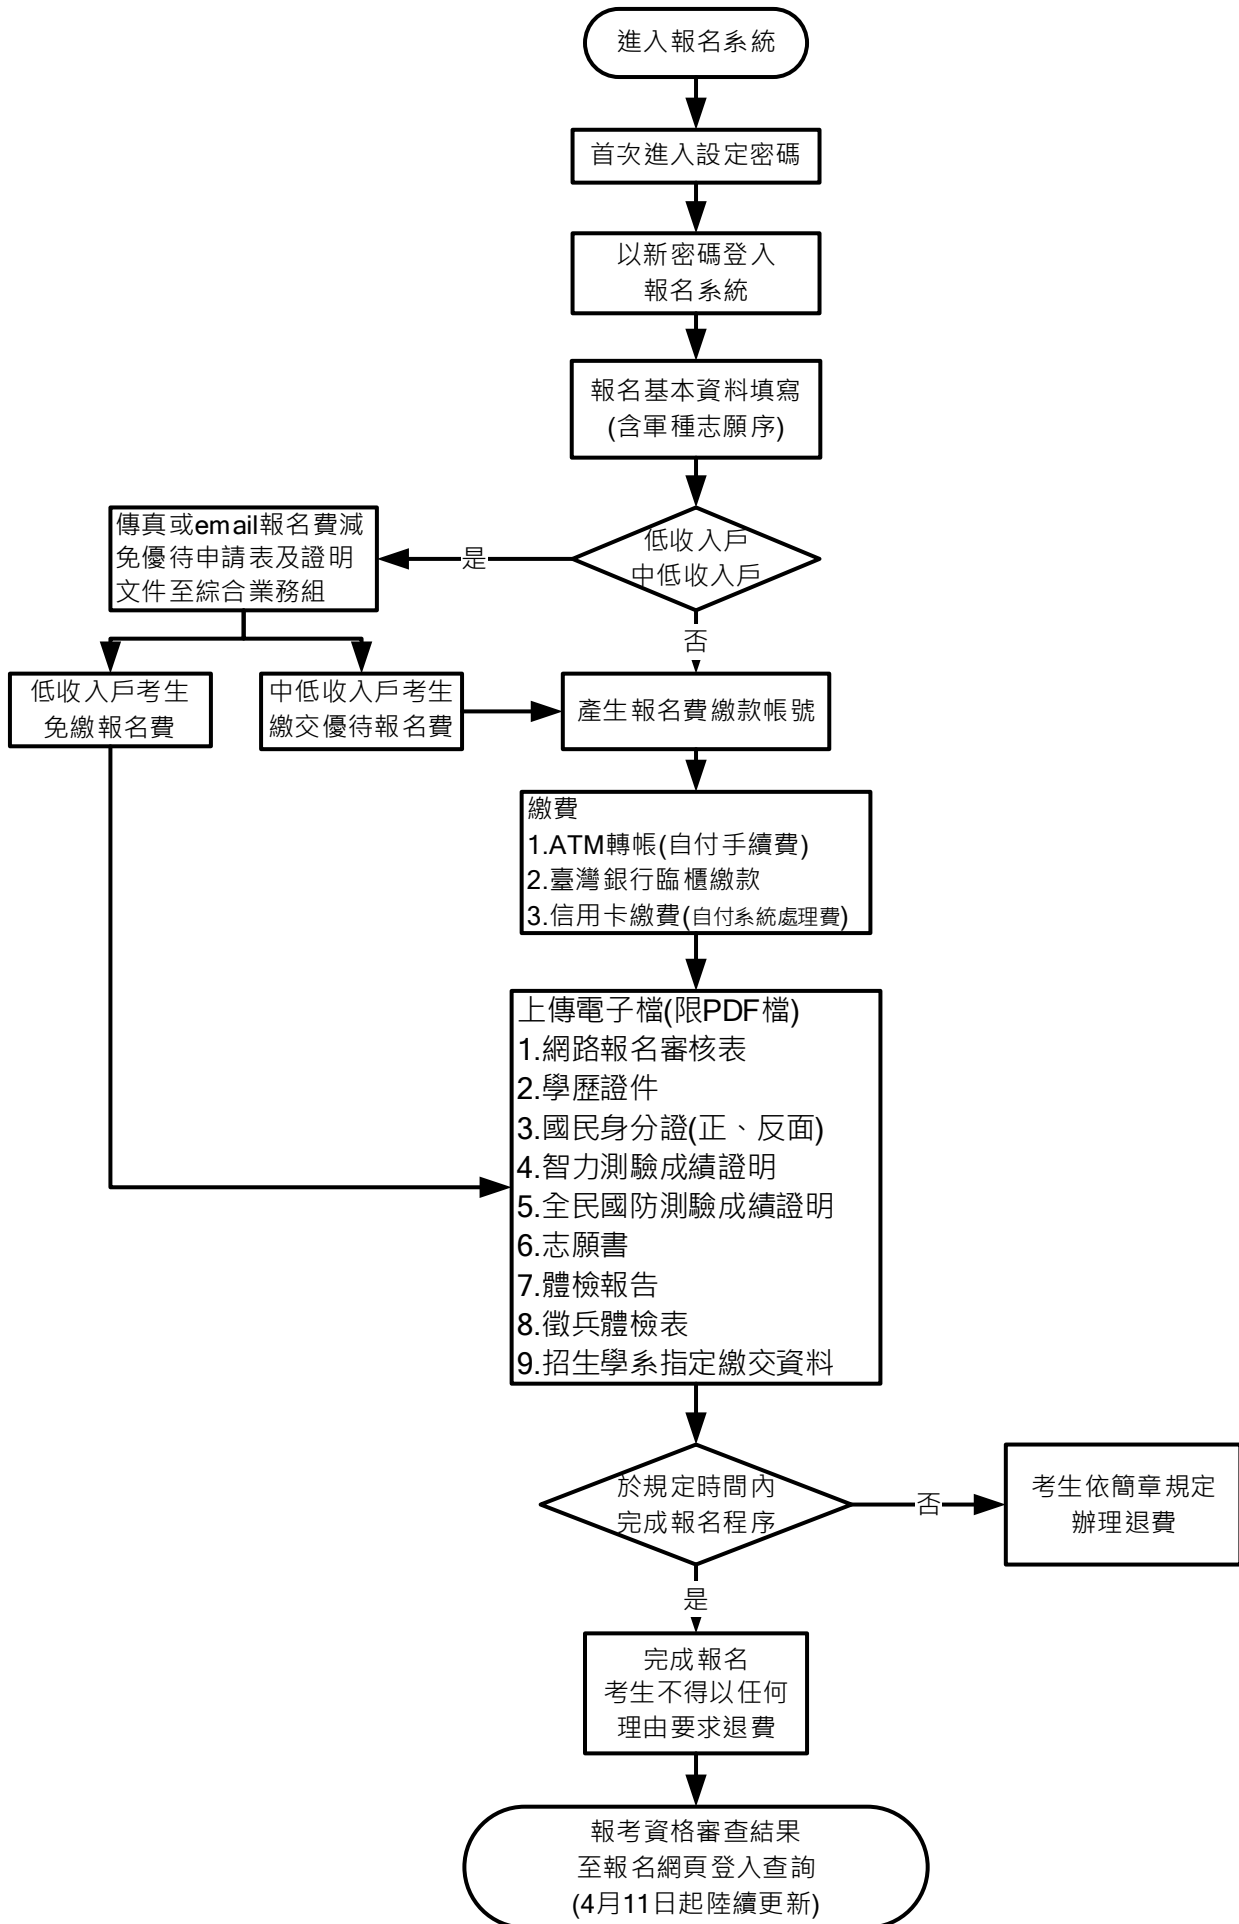 進入報名系統
首次進入設定密碼
以新密碼登入
報名系統
報名基本資料填寫
(含軍種志願序)
低收入戶
中低收入戶
是
傳真或email報名費減
免優待申請表及證明
文件至綜合業務組
否
低收入戶考生
免繳報名費
中低收入戶考生
繳交優待報名費
產生報名費繳款帳號
繳費
1.ATM轉帳(自付手續費)
2.臺灣銀行臨櫃繳款
3.信用卡繳費(自付系統處理費)
上傳電子檔(限PDF檔)
1.網路報名審核表
2.學歷證件
3.國民身分證(正、反面)
4.智力測驗成績證明
5.全民國防測驗成績證明
6.志願書
7.體檢報告
8.徵兵體檢表
9.招生學系指定繳交資料
於規定時間內
完成報名程序
否
考生依簡章規定
辦理退費
是
完成報名
考生不得以任何
理由要求退費
報考資格審查結果
至報名網頁登入查詢
(4月11日起陸續更新)